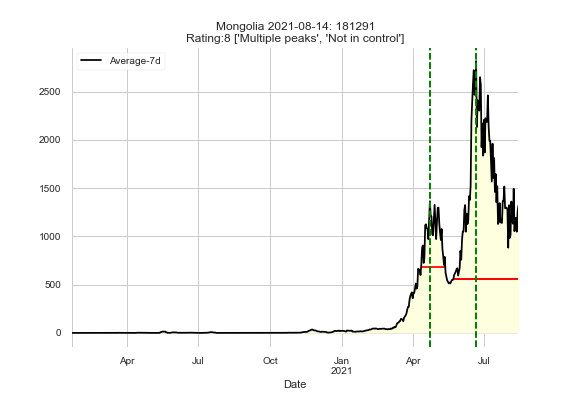 Mongolia 2021-08-14: 181291
Rating:8 ['Multiple peaks', 'Not in control']
Average-7d
2500
2000
1500
1000
500
0
Apr
Jul
Oct
Jan
2021
Apr
Jul
Date